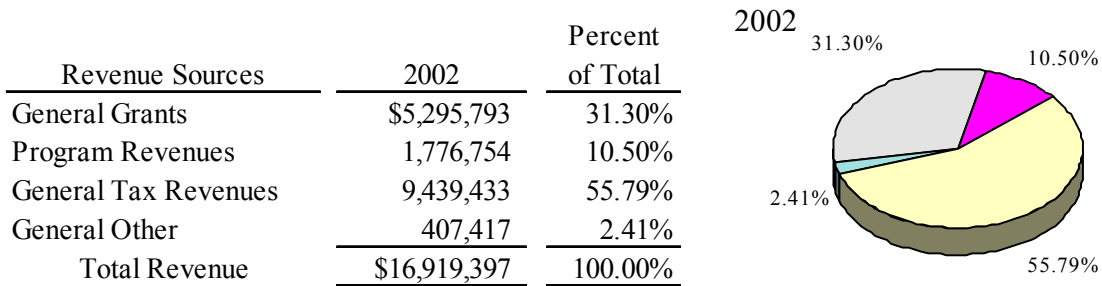 Percent
Revenue Sources 2002 of Total
General Grants $5,295,793 31.30%
Program Revenues 1,776,754 10.50%
General Tax Revenues 9,439,433 55.79%
General Other 407,417 2.41%
Total Revenue $16,919,397 100.00%
2002
31.30%
10.50%
2.41%
55.79%